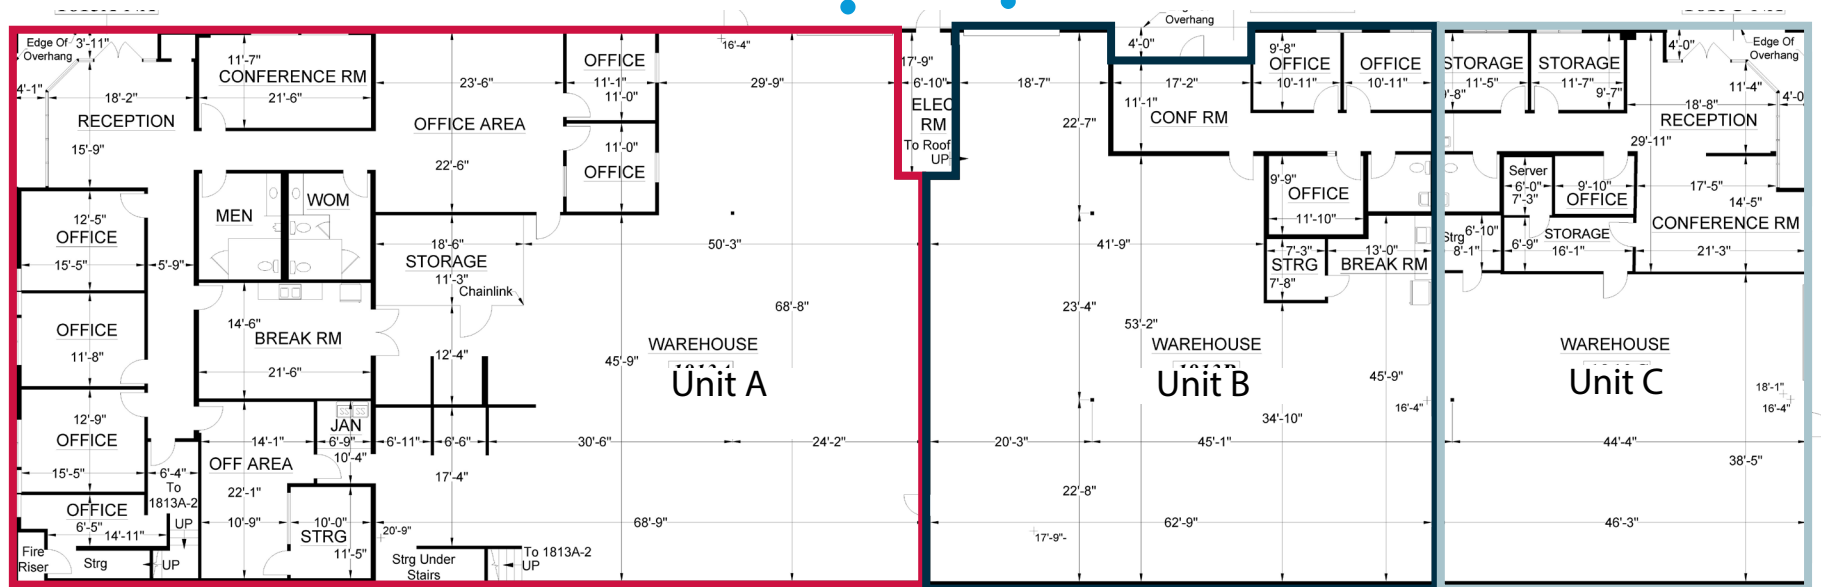 Edge Of
Overhang
3'-11"
4'-1"
18'-2"
RECEPTION
15'-9"
11'-7"
CONFERENCE RM
21'-6"
23'-6"
OFFICE AREA
22'-6"
OFFICE
11'-1"
11'-0"
11'-0"
OFFICE
16'-4"
29'-9"
MEN
WOM
12'-5"
OFFICE
15'-5"
5'-9"
18'-6"
STORAGE
11'-3"
Chainlink
50'-3"
68'-8"
OFFICE
11'-8"
14'-6"
BREAK RM
21'-6"
12'-4"
45'-9"
WAREHOUSE
Unit A
12'-9"
OFFICE
15'-5"
6'-4"
To
1813A-2
UP
14'-1"
OFF AREA
22'-1"
10'-9"
JAN
6'-9"
10'-4"
6'-11"
6'-6"
30'-6"
24'-2"
17'-4"
OFFICE
6'-5"
14'-11"
10'-0"
STRG
11'-5"
20'-9"
68'-9"
Fire
Riser
Strg
UP
Strg Under
Stairs
To 1813A-2
UP
17'-9"
6'-10"
ELEC
RM
To Roof
UP
18'-7"
22'-7"
Overhang
4'-0"
17'-2"
11'-1"
CONF RM
9'-8"
OFFICE
10'-11"
OFFICE
10'-11"
9'-9"
OFFICE
11'-10"
41'-9"
7'-3"
STRG
7'-8"
13'-0"
BREAK RM
23'-4"
53'-2"
WAREHOUSE
Unit B
45'-9"
16'-4"
34'-10"
20'-3"
45'-1"
22'-8"
62'-9"
17'-9"
STORAGE
11'-5"
9'-8"
STORAGE
11'-7"
9'-7"
4'-0"
Edge Of
Overhang
11'-4"
4'-0
18'-8"
RECEPTION
29'-11"
Server
6'-0"
7'-3"
9'-10"
OFFICE
17'-5"
14'-5"
CONFERENCE RM
21'-3"
Strg
6'-10"
8'-1"
6'-9"
STORAGE
16'-1"
WAREHOUSE
Unit C
18'-1"
16'-4"
44'-4"
38'-5"
46'-3"